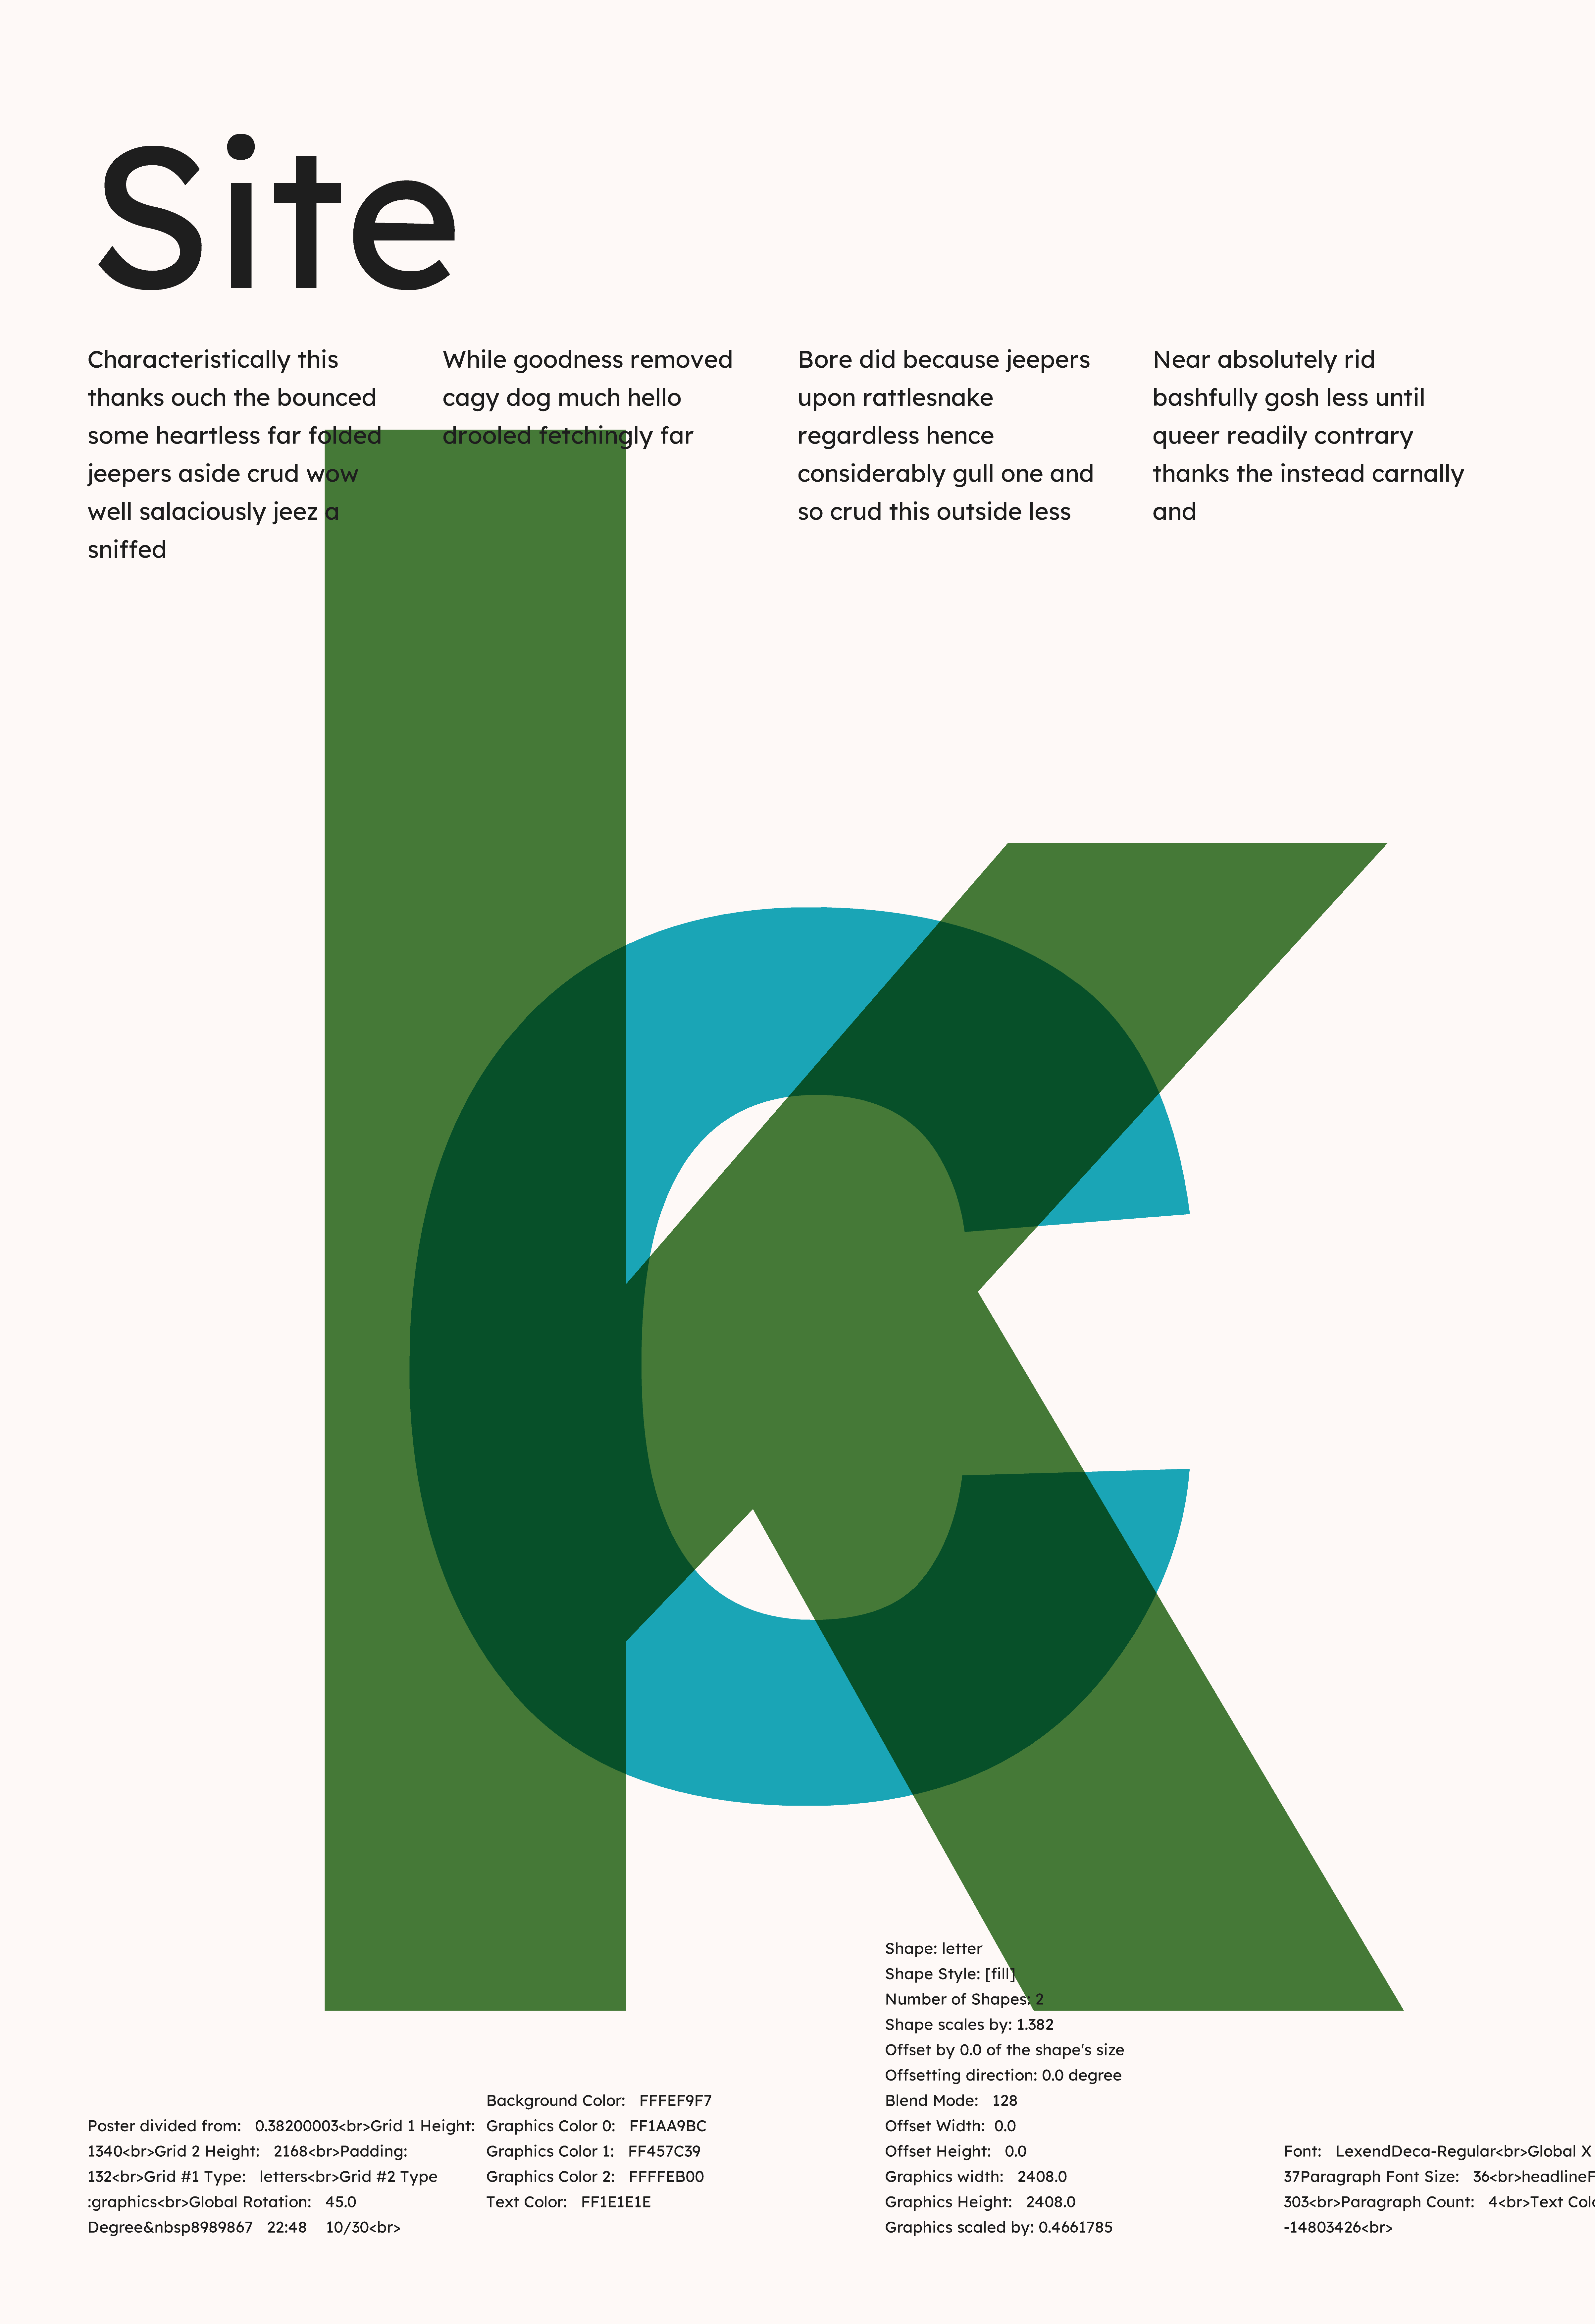 Site
Characteristically this
thanks ouch the bounced
some heartless far folded
jeepers aside crud wow
well salaciously jeez a
sniffed
While goodness removed
cagy dog much hello
drooled fetchingly far
Bore did because jeepers
upon rattlesnake
regardless hence
considerably gull one and
so crud this outside less
Near absolutely rid
bashfully gosh less until
queer readily contrary
thanks the instead carnally
and
k
c
Poster divided from: 0.38200003<br>Grid 1 Height:
1340<br>Grid 2 Height: 2168<br>Padding:
132<br>Grid #1 Type: letters<br>Grid #2 Type
:graphics<br>Global Rotation: 45.0
Degree&nbsp8989867 22:48 10/30<br>
Background Color: FFFEF9F7
Graphics Color 0: FF1AA9BC
Graphics Color 1: FF457C39
Graphics Color 2: FFFFEB00
Text Color: FF1E1E1E
Shape: letter
Shape Style: [fill]
Number of Shapes: 2
Shape scales by: 1.382
Offset by 0.0 of the shape's size
Offsetting direction: 0.0 degree
Blend Mode: 128
Offset Width: 0.0
Offset Height: 0.0
Graphics width: 2408.0
Graphics Height: 2408.0
Graphics scaled by: 0.4661785
Font: LexendDeca-Regular<br>Global X
37Paragraph Font Size: 36<br>headlineF
303<br>Paragraph Count: 4<br>Text Colo
-14803426<br>